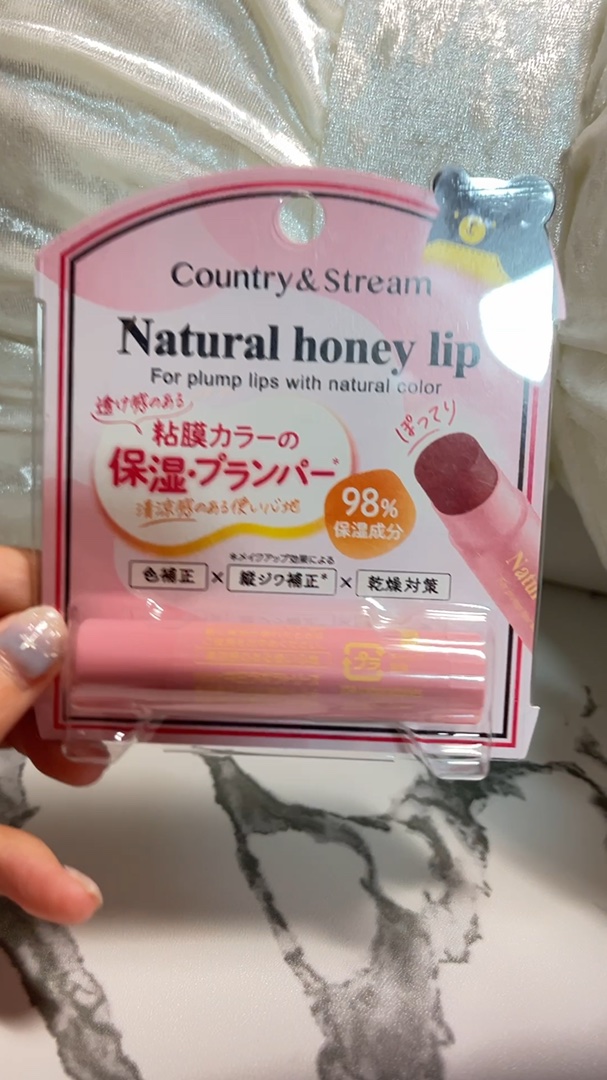 Country & Stream
Natural honey lip
For plump lips with natural color
透け感のある
粘膜カラーの
保湿・プランパー*
清涼感のある使い心地
ぽってり
98%
保湿成分
*メイクアップ効果による
色補正 × 縦ジワ補正* × 乾燥対策
Natu
プラ